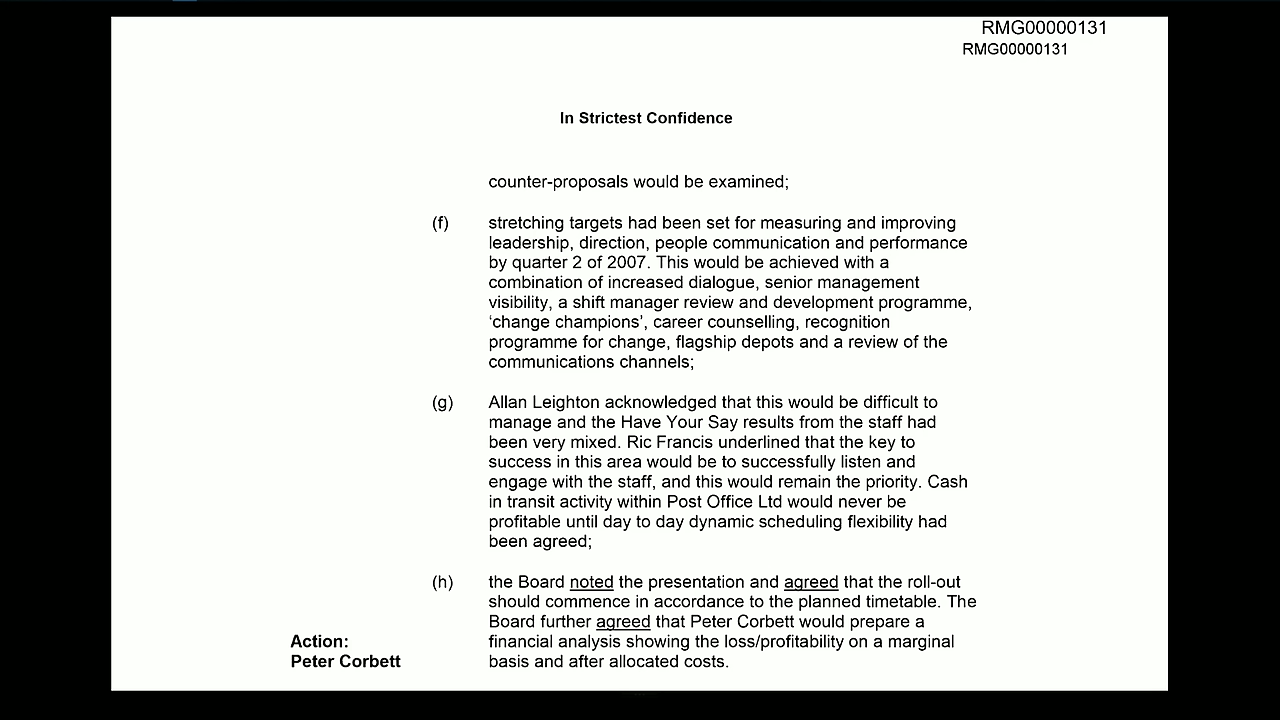 RMG00000131
RMG00000131
In Strictest Confidence
counter-proposals would be examined;
(f) stretching targets had been set for measuring and improving
leadership, direction, people communication and performance
by quarter 2 of 2007. This would be achieved with a
combination of increased dialogue, senior management
visibility, a shift manager review and development programme,
‘change champions’, career counselling, recognition
programme for change, flagship depots and a review of the
communications channels;
(g) Allan Leighton acknowledged that this would be difficult to
manage and the Have Your Say results from the staff had
been very mixed. Ric Francis underlined that the key to
success in this area would be to successfully listen and
engage with the staff, and this would remain the priority. Cash
in transit activity within Post Office Ltd would never be
profitable until day to day dynamic scheduling flexibility had
been agreed;
(h) the Board noted the presentation and agreed that the roll-out
should commence in accordance to the planned timetable. The
Board further agreed that Peter Corbett would prepare a
Action: financial analysis showing the loss/profitability on a marginal
Peter Corbett basis and after allocated costs.